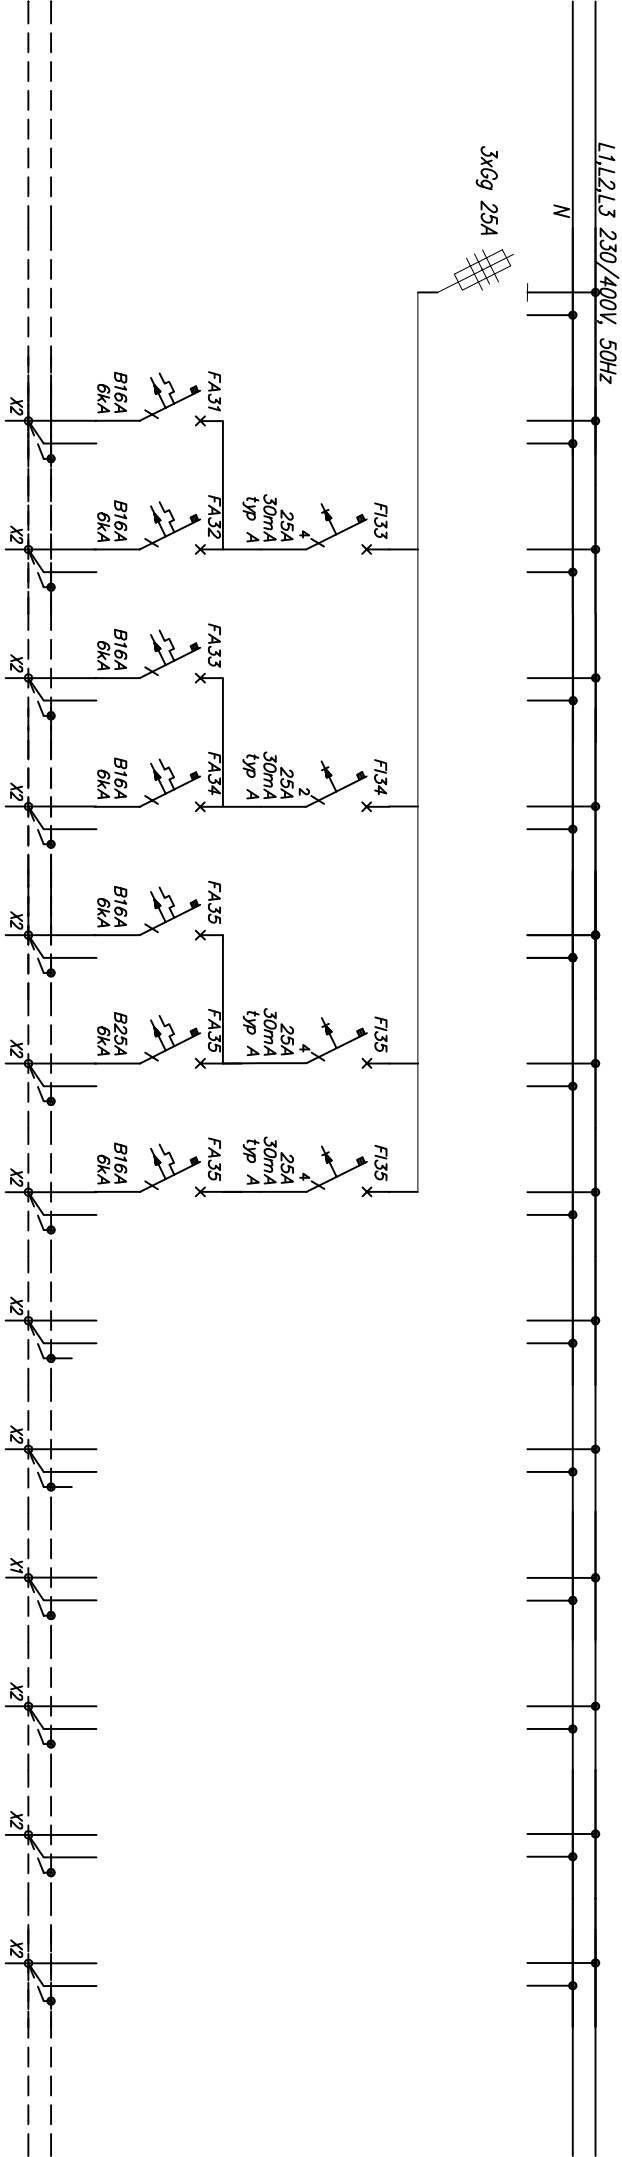 L1,L2,L3 230/400V, 50Hz
N
3xGg 25A
FI33
4
25A
30mA
typ A
FI34
2
25A
30mA
typ A
FI35
4
25A
30mA
typ A
FI35
4
25A
30mA
typ A
FA31
FA32
FA33
FA34
FA35
FA35
FA35
B16A
6kA
B16A
6kA
B16A
6kA
B16A
6kA
B16A
6kA
B25A
6kA
B16A
6kA
X2
X2
X2
X2
X2
X2
X2
X2
X2
X1
X2
X2
X2